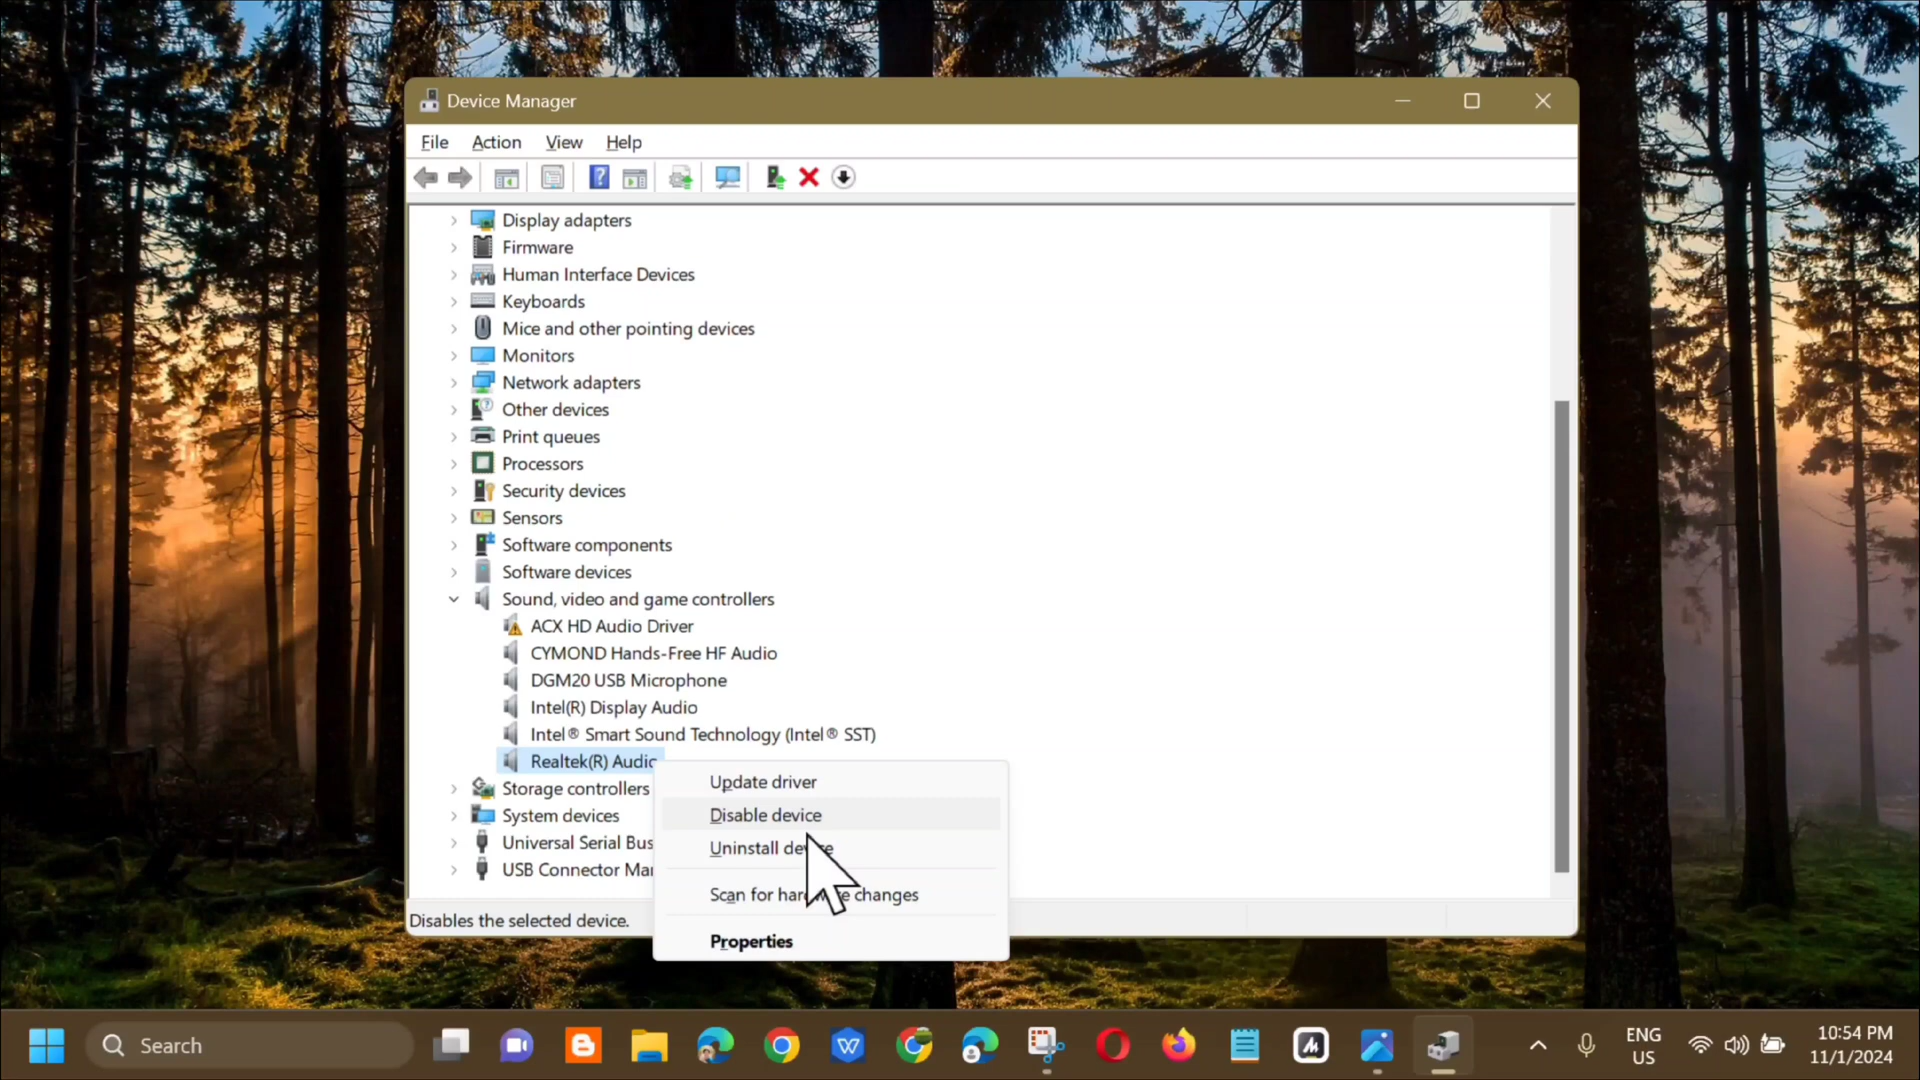 Device Manager
File Action View Help
Display adapters
Firmware
Human Interface Devices
Keyboards
Mice and other pointing devices
Monitors
Network adapters
Other devices
Print queues
Processors
Security devices
Sensors
Software components
Software devices
Sound, video and game controllers
ACX HD Audio Driver
CYMOND Hands-Free HF Audio
DGM20 USB Microphone
Intel(R) Display Audio
Intel® Smart Sound Technology (Intel® SST)
Realtek(R) Audio
Storage controllers
System devices
Universal Serial Bus
USB Connector
Update driver
Disable device
Uninstall device
Scan for changes
Properties
Disables the selected device.
Search
ENG
US
10:54 PM
11/1/2024